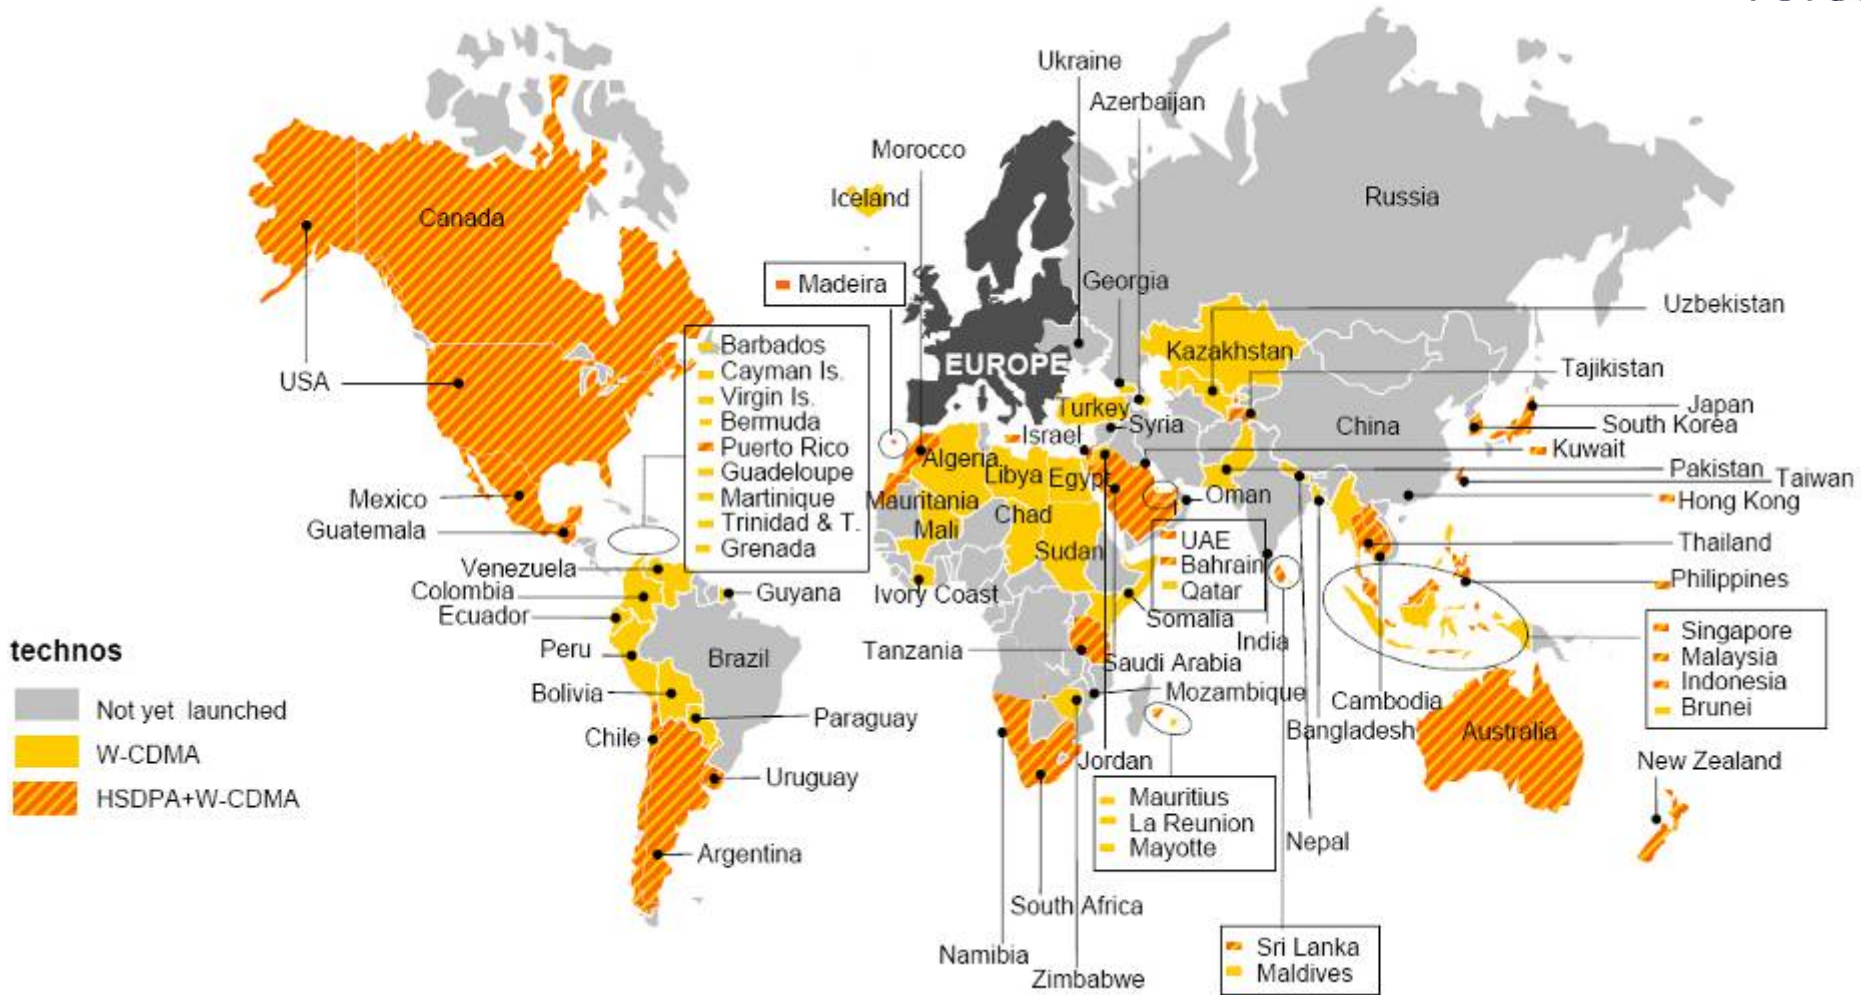 Ukraine
Azerbaijan
Morocco
Iceland
Russia
Canada
Madeira
Georgia
Uzbekistan
Barbados
Cayman Is.
Virgin Is.
Bermuda
Puerto Rico
Guadeloupe
Martinique
Trinidad & T.
Grenada
EUROPE
Kazakhstan
Tajikistan
USA
Turkey
Syria
China
Japan
South Korea
Israel
Kuwait
Algeria
Libya
Egypt
Pakistan
Taiwan
Mexico
Mauritania
Oman
Hong Kong
Guatemala
Mali
Chad
Sudan
UAE
Bahrain
Qatar
Thailand
Venezuela
Philippines
Colombia
Guyana
Ivory Coast
Ecuador
Somalia
India
Singapore
Malaysia
Indonesia
Brunei
Peru
Brazil
Tanzania
Saudi Arabia
Bolivia
Mozambique
Cambodia
Paraguay
Bangladesh
Australia
Chile
Uruguay
Jordan
New Zealand
Mauritius
La Reunion
Mayotte
Nepal
Argentina
South Africa
Namibia
Zimbabwe
Sri Lanka
Maldives
technos
Not yet launched
W-CDMA
HSDPA+W-CDMA